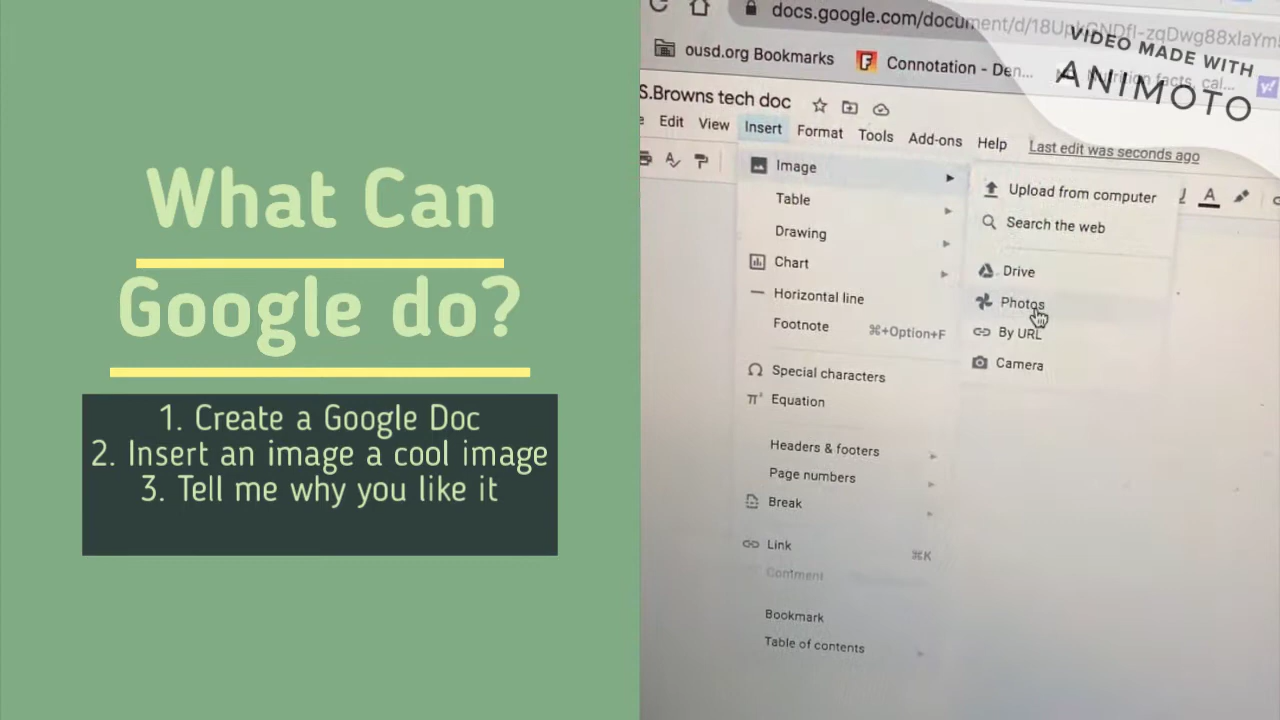 What Can
Google do?
1. Create a Google Doc
2. Insert an image a cool image
3. Tell me why you like it
docs.google.com/document/d/
VIDEO MADE WITH
ANIMOTO
ousd.org Bookmarks
Connotation - Den...
Nutrition facts, cal...
S.Browns tech doc
Edit View Insert Format Tools Add-ons Help Last edit was seconds ago
Image
Table
Drawing
Chart
Horizontal line
Footnote ⌘+Option+F
Special characters
Equation
Headers & footers
Page numbers
Break
Link ⌘K
Comment
Bookmark
Table of contents
Upload from computer
Search the web
Drive
Photos
By URL
Camera